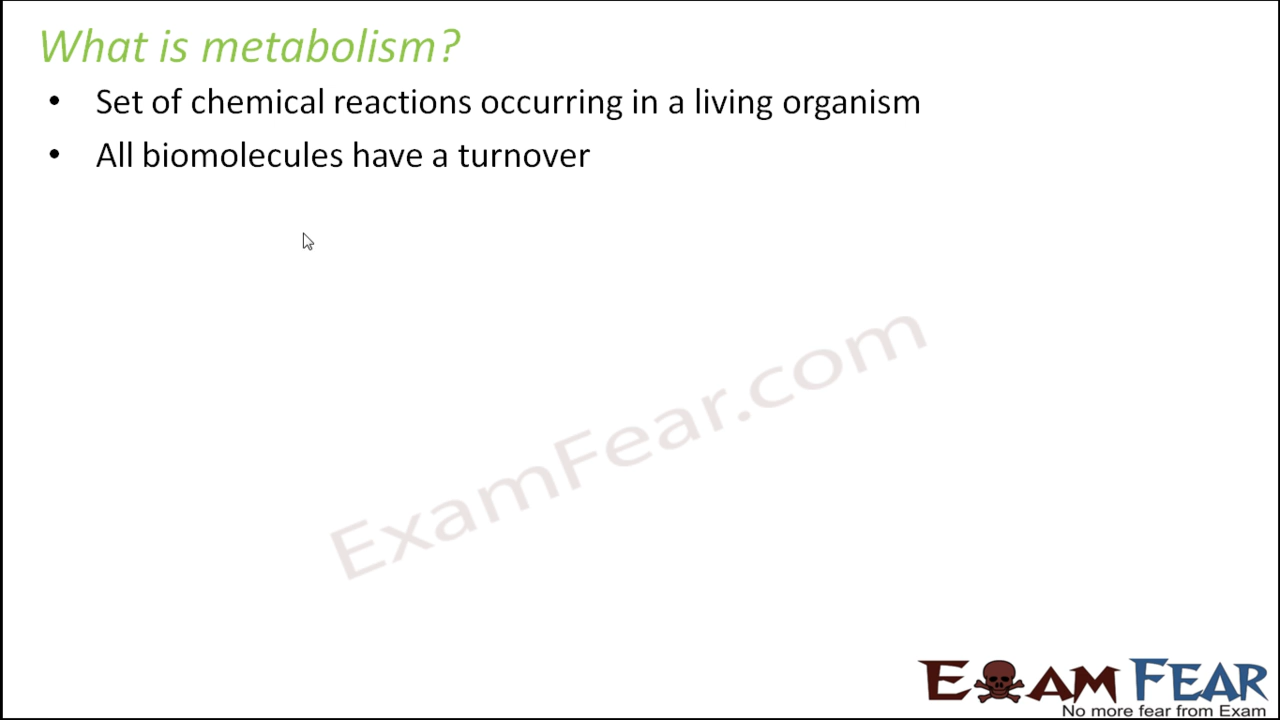 What is metabolism?
• Set of chemical reactions occurring in a living organism
• All biomolecules have a turnover
ExamFear.com
EXAM FEAR
No more fear from Exam